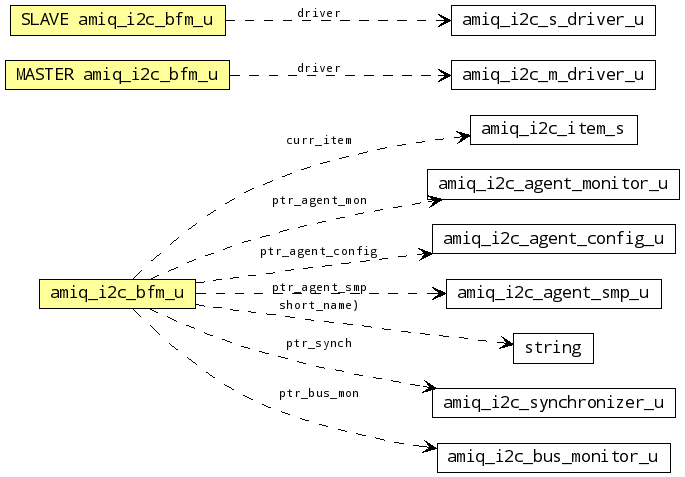 SLAVE amiq_i2c_bfm_u
driver
amiq_i2c_s_driver_u
MASTER amiq_i2c_bfm_u
driver
amiq_i2c_m_driver_u
curr_item
amiq_i2c_item_s
ptr_agent_mon
amiq_i2c_agent_monitor_u
ptr_agent_config
amiq_i2c_agent_config_u
amiq_i2c_bfm_u
ptr_agent_smp
amiq_i2c_agent_smp_u
short_name)
string
ptr_synch
amiq_i2c_synchronizer_u
ptr_bus_mon
amiq_i2c_bus_monitor_u